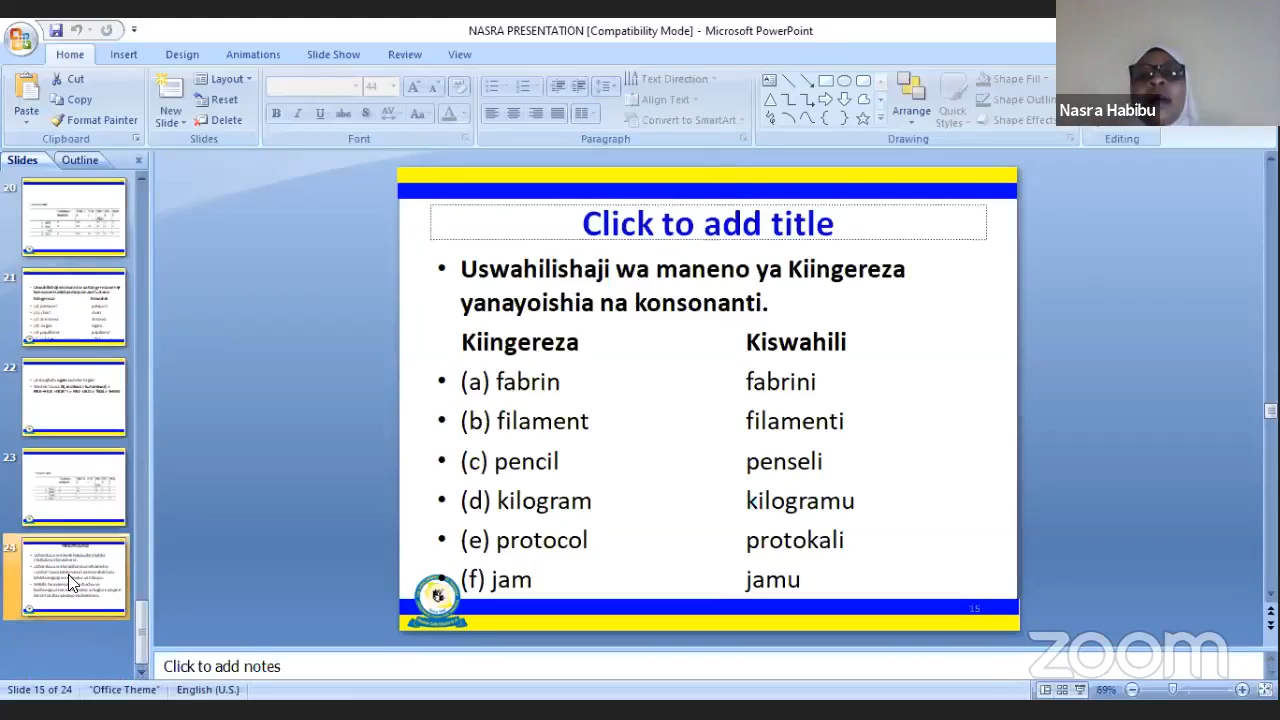 NASRA PRESENTATION [Compatibility Mode] - Microsoft PowerPoint
Home Insert Design Animations Slide Show Review View
Cut Layout 44 Text Direction Shape Fill
Paste Copy New Slide Reset Align Text Arrange Quick Styles Shape Outlin
Format Painter Delete Convert to SmartArt Shape Effects
Nasra Habibu
Clipboard Slides Font Paragraph Drawing Editing
Slides Outline
20
21
22
23
24
Click to add title
• Uswahilishaji wa maneno ya Kiingereza
yanayoishia na konsonanti.
Kiingereza Kiswahili
• (a) fabrin fabrini
• (b) filament filamenti
• (c) pencil penseli
• (d) kilogram kilogramu
• (e) protocol protokali
• (f) jam jamu
15
zoom
Click to add notes
Slide 15 of 24 "Office Theme" English (U.S.) 69%